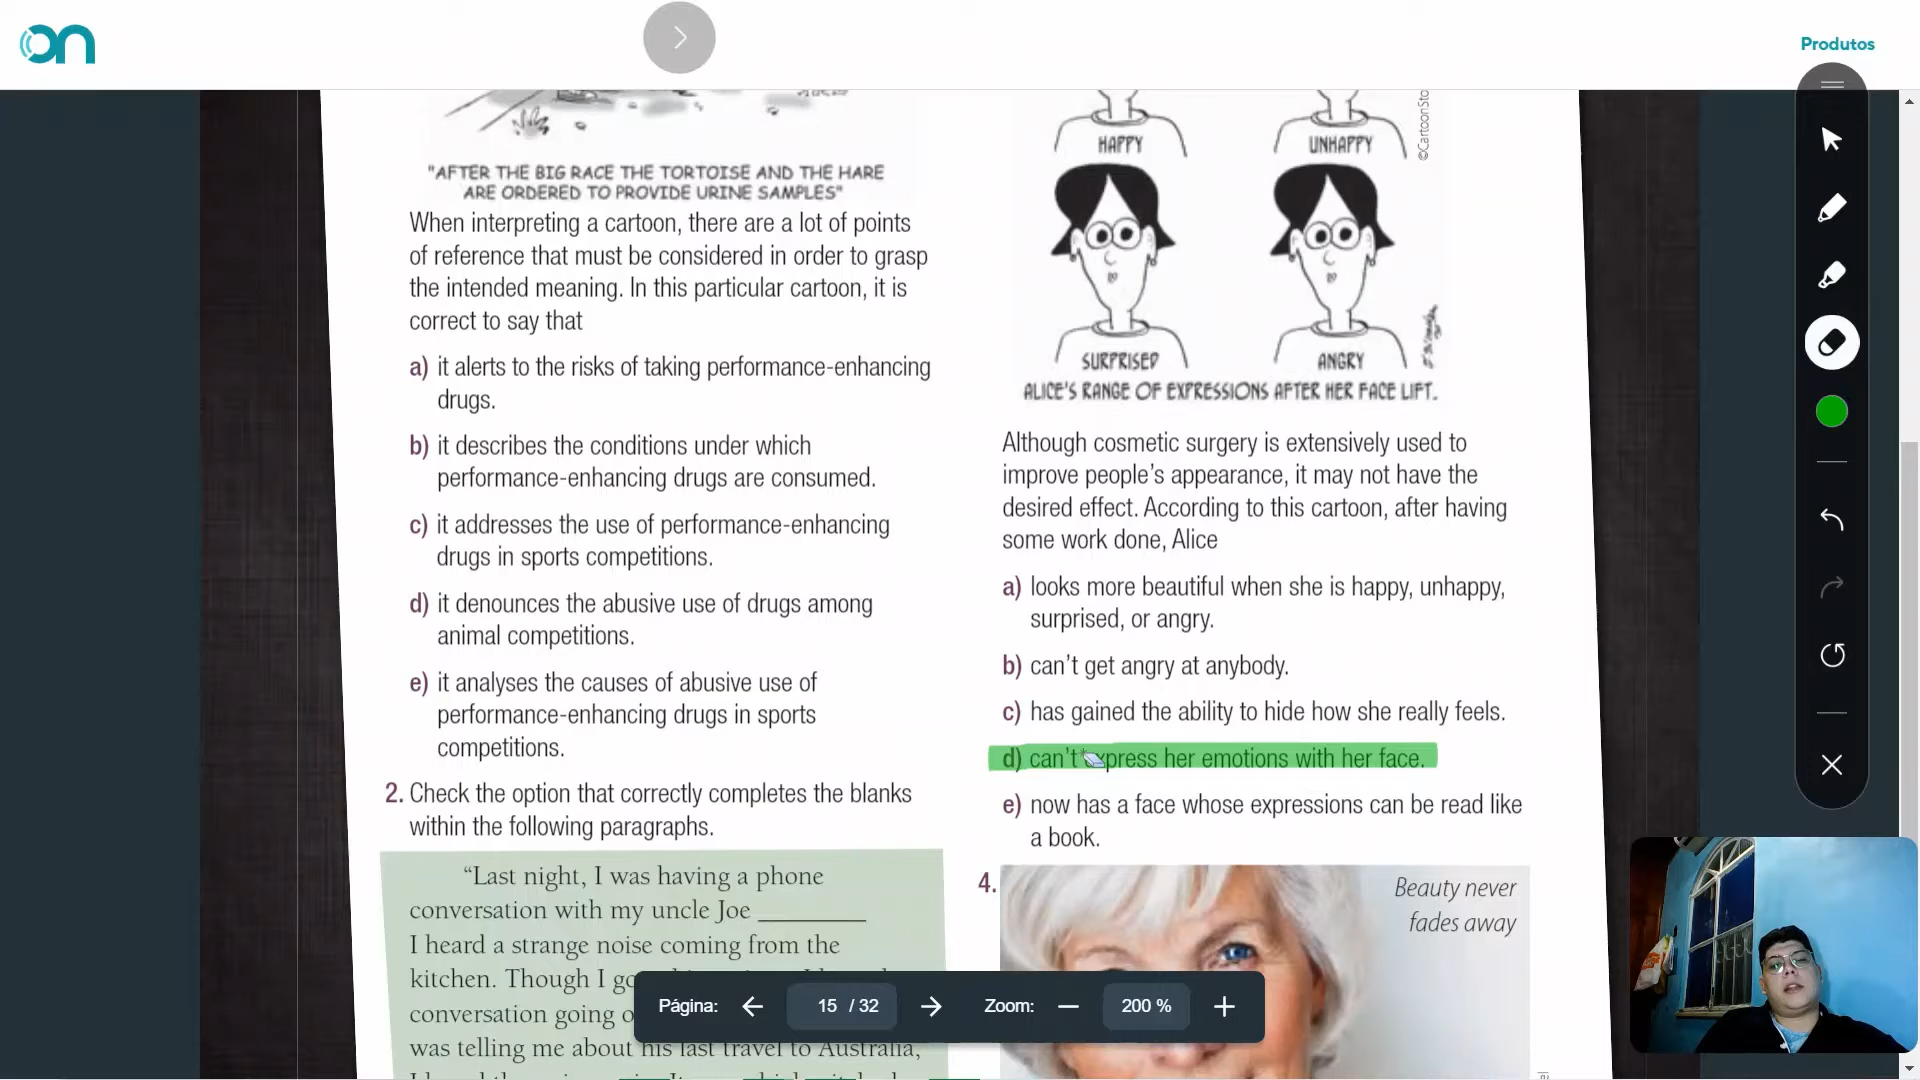 on
Produtos
"AFTER THE BIG RACE THE TORTOISE AND THE HARE
ARE ORDERED TO PROVIDE URINE SAMPLES"
When interpreting a cartoon, there are a lot of points
of reference that must be considered in order to grasp
the intended meaning. In this particular cartoon, it is
correct to say that
a) it alerts to the risks of taking performance-enhancing
drugs.
b) it describes the conditions under which
performance-enhancing drugs are consumed.
c) it addresses the use of performance-enhancing
drugs in sports competitions.
d) it denounces the abusive use of drugs among
animal competitions.
e) it analyses the causes of abusive use of
performance-enhancing drugs in sports
competitions.
2. Check the option that correctly completes the blanks
within the following paragraphs.
“Last night, I was having a phone
conversation with my uncle Joe ________
I heard a strange noise coming from the
kitchen. Though I
conversation going
was telling me about his last travel to Australia,
HAPPY
UNHAPPY
©CartoonSto
SURPRISED
ANGRY
ALICE'S RANGE OF EXPRESSIONS AFTER HER FACE LIFT.
Although cosmetic surgery is extensively used to
improve people’s appearance, it may not have the
desired effect. According to this cartoon, after having
some work done, Alice
a) looks more beautiful when she is happy, unhappy,
surprised, or angry.
b) can’t get angry at anybody.
c) has gained the ability to hide how she really feels.
d) can’t express her emotions with her face.
e) now has a face whose expressions can be read like
a book.
4.
Beauty never
fades away
Página: 15 / 32 Zoom: 200 %